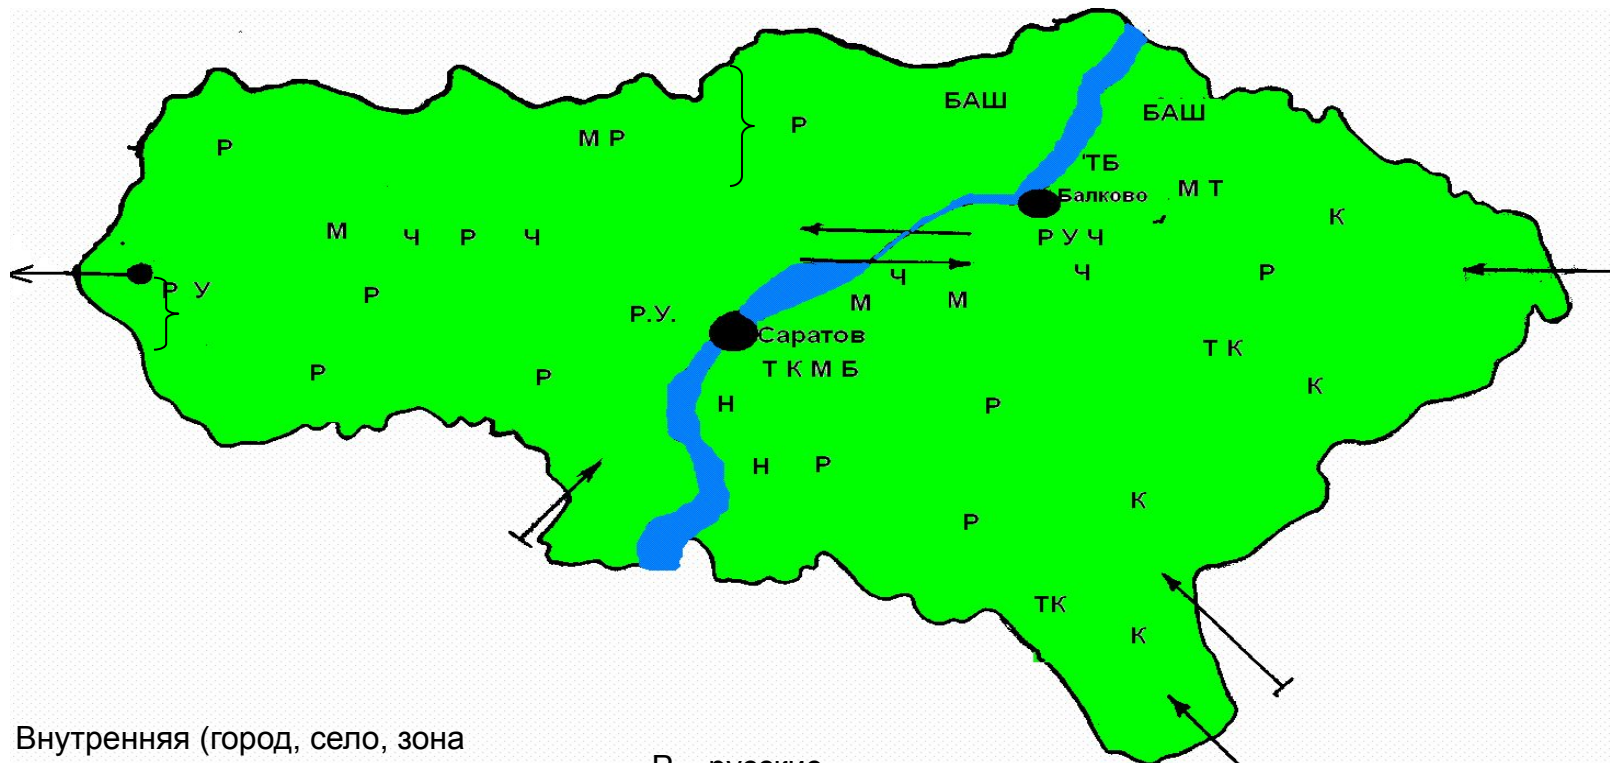 БАШ
БАШ
Р
М Р
Р
'ТБ
Балково
М Т
К
М Ч Р Ч
Р У Ч
Ч
Р
Р У
Р
Ч
М
М
Р.У.
Саратов
Т К М Б
Т К
К
Р
Р
Н
Р
Н Р
К
Р
ТК
К
Внутренняя (город, село, зона